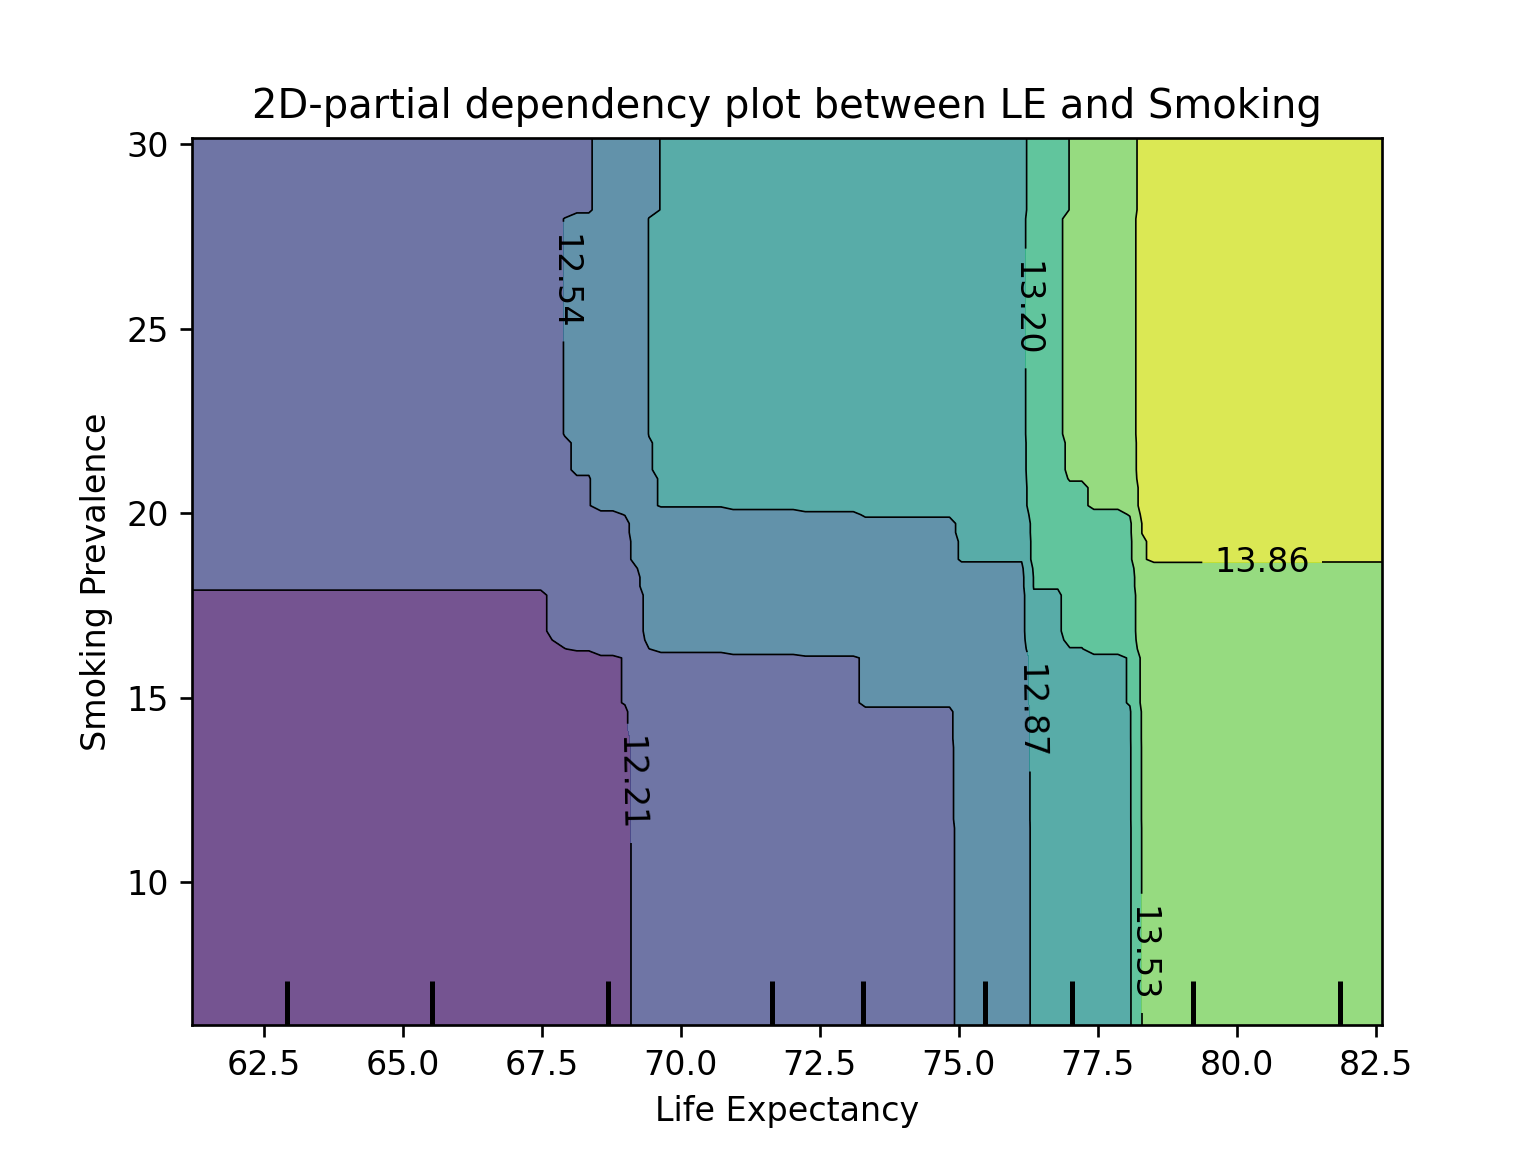 2D-partial dependency plot between LE and Smoking
30
25
20
15
10
Smoking Prevalence
12.54
13.20
13.86
12.87
12.21
13.53
62.5 65.0 67.5 70.0 72.5 75.0 77.5 80.0 82.5
Life Expectancy